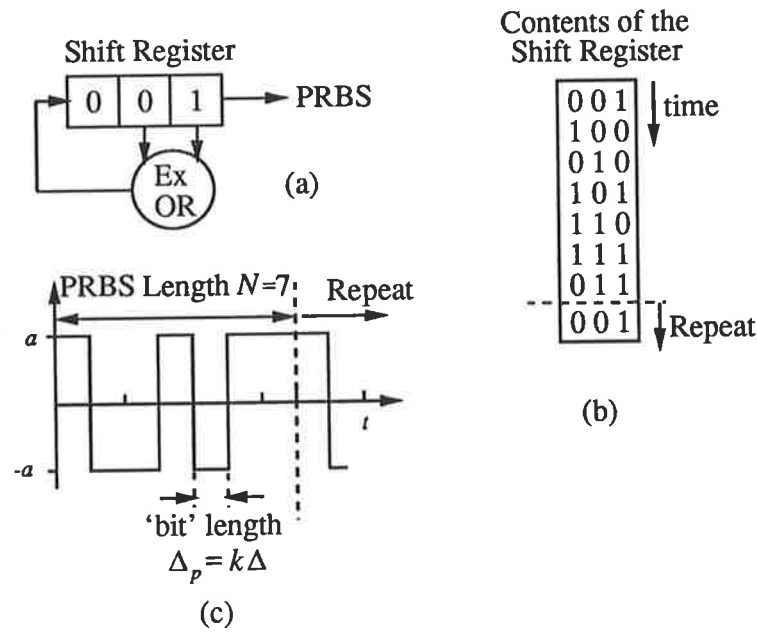 Shift Register
0 0 1
PRBS
Ex
OR
(a)
Contents of the
Shift Register
0 0 1
1 0 0
0 1 0
1 0 1
1 1 0
1 1 1
0 1 1
0 0 1
time
Repeat
(b)
PRBS Length N=7
Repeat
a
-a
t
'bit' length
Δp = kΔ
(c)